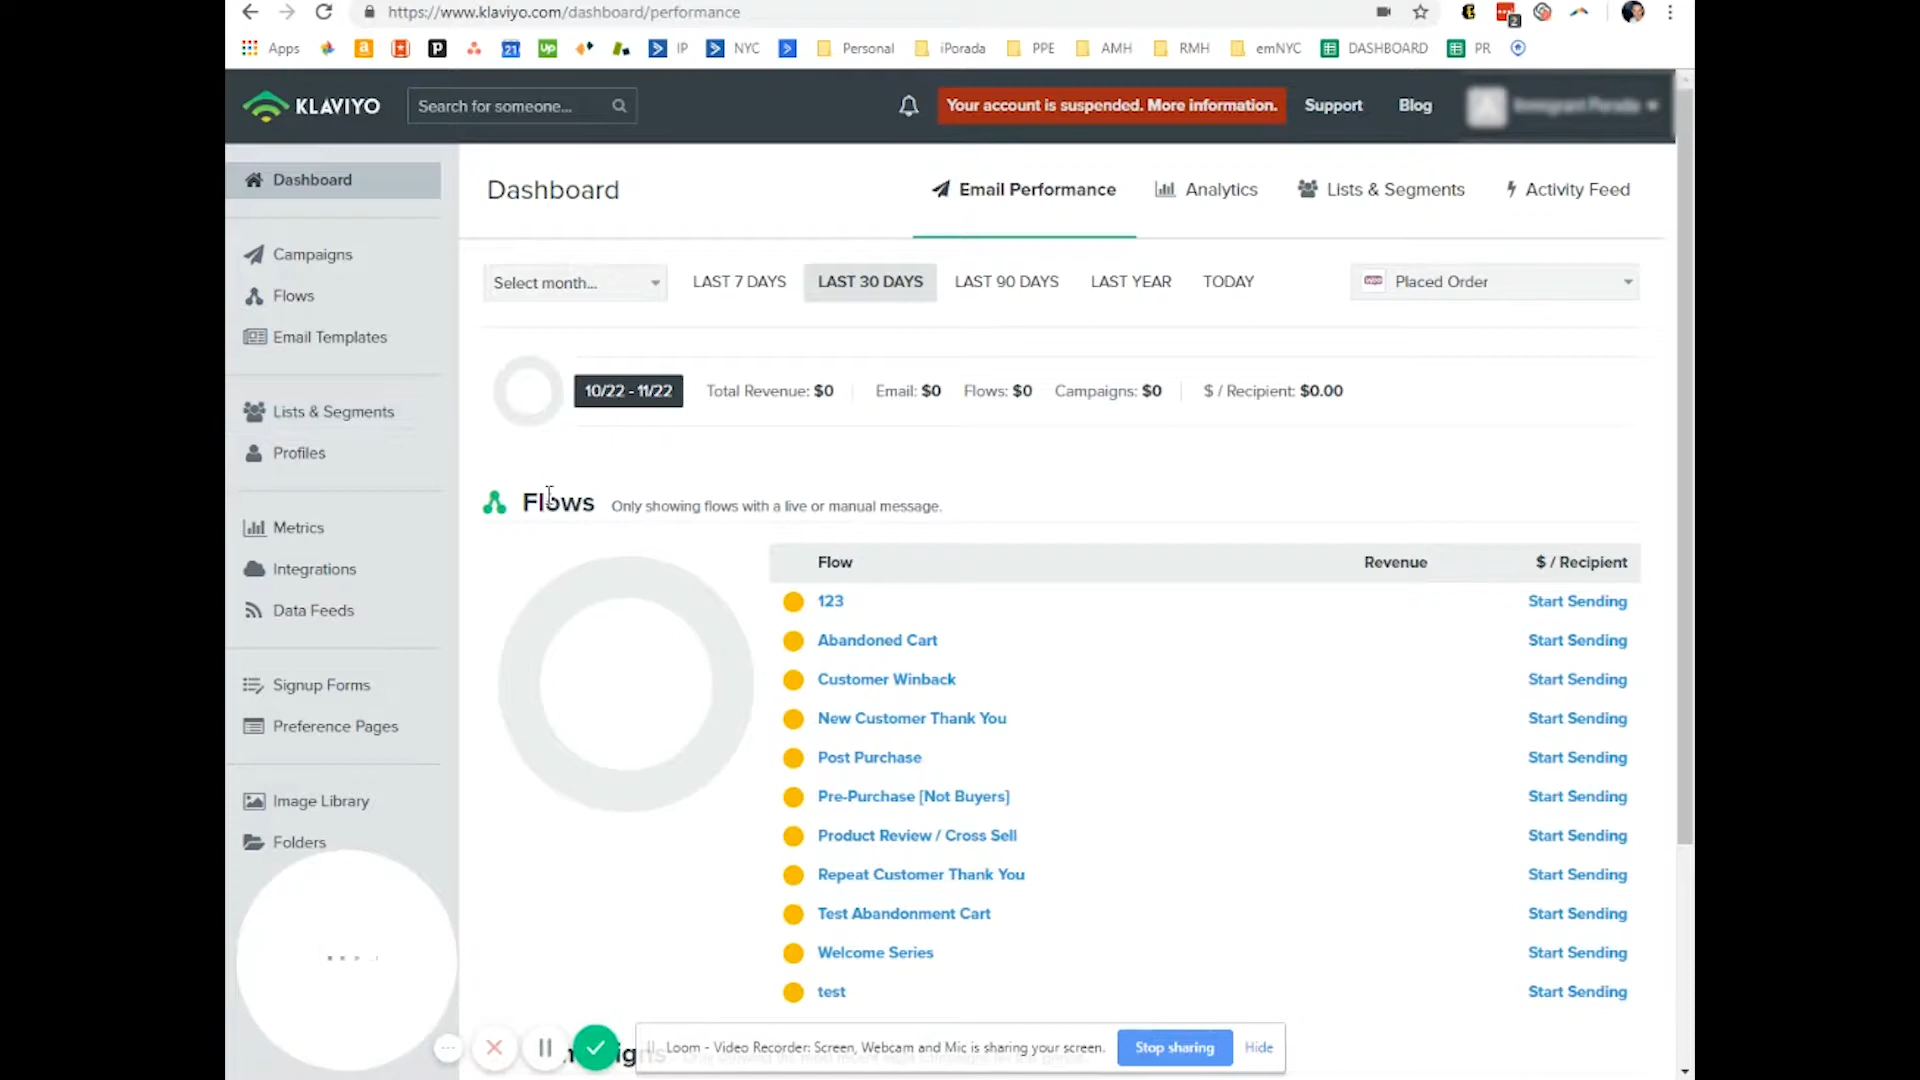 https://www.klaviyo.com/dashboard/performance
2
Apps
a
P
21
up
IP
NYC
Personal
iPorada
PPE
AMH
RMH
emNYC
DASHBOARD
PR
KLAVIYO
Search for someone...
Your account is suspended. More information.
Support
Blog
Dashboard
Campaigns
Flows
Email Templates
Lists & Segments
Profiles
Metrics
Integrations
Data Feeds
Signup Forms
Preference Pages
Image Library
Folders
Dashboard
Email Performance
Analytics
Lists & Segments
Activity Feed
Select month...
LAST 7 DAYS
LAST 30 DAYS
LAST 90 DAYS
LAST YEAR
TODAY
Placed Order
10/22 - 11/22
Total Revenue: $0
Email: $0
Flows: $0
Campaigns: $0
$ / Recipient: $0.00
Flows
Only showing flows with a live or manual message.
Flow Revenue $ / Recipient
123 Start Sending
Abandoned Cart Start Sending
Customer Winback Start Sending
New Customer Thank You Start Sending
Post Purchase Start Sending
Pre-Purchase [Not Buyers] Start Sending
Product Review / Cross Sell Start Sending
Repeat Customer Thank You Start Sending
Test Abandonment Cart Start Sending
Welcome Series Start Sending
test Start Sending
Loom - Video Recorder: Screen, Webcam and Mic is sharing your screen.
Stop sharing
Hide